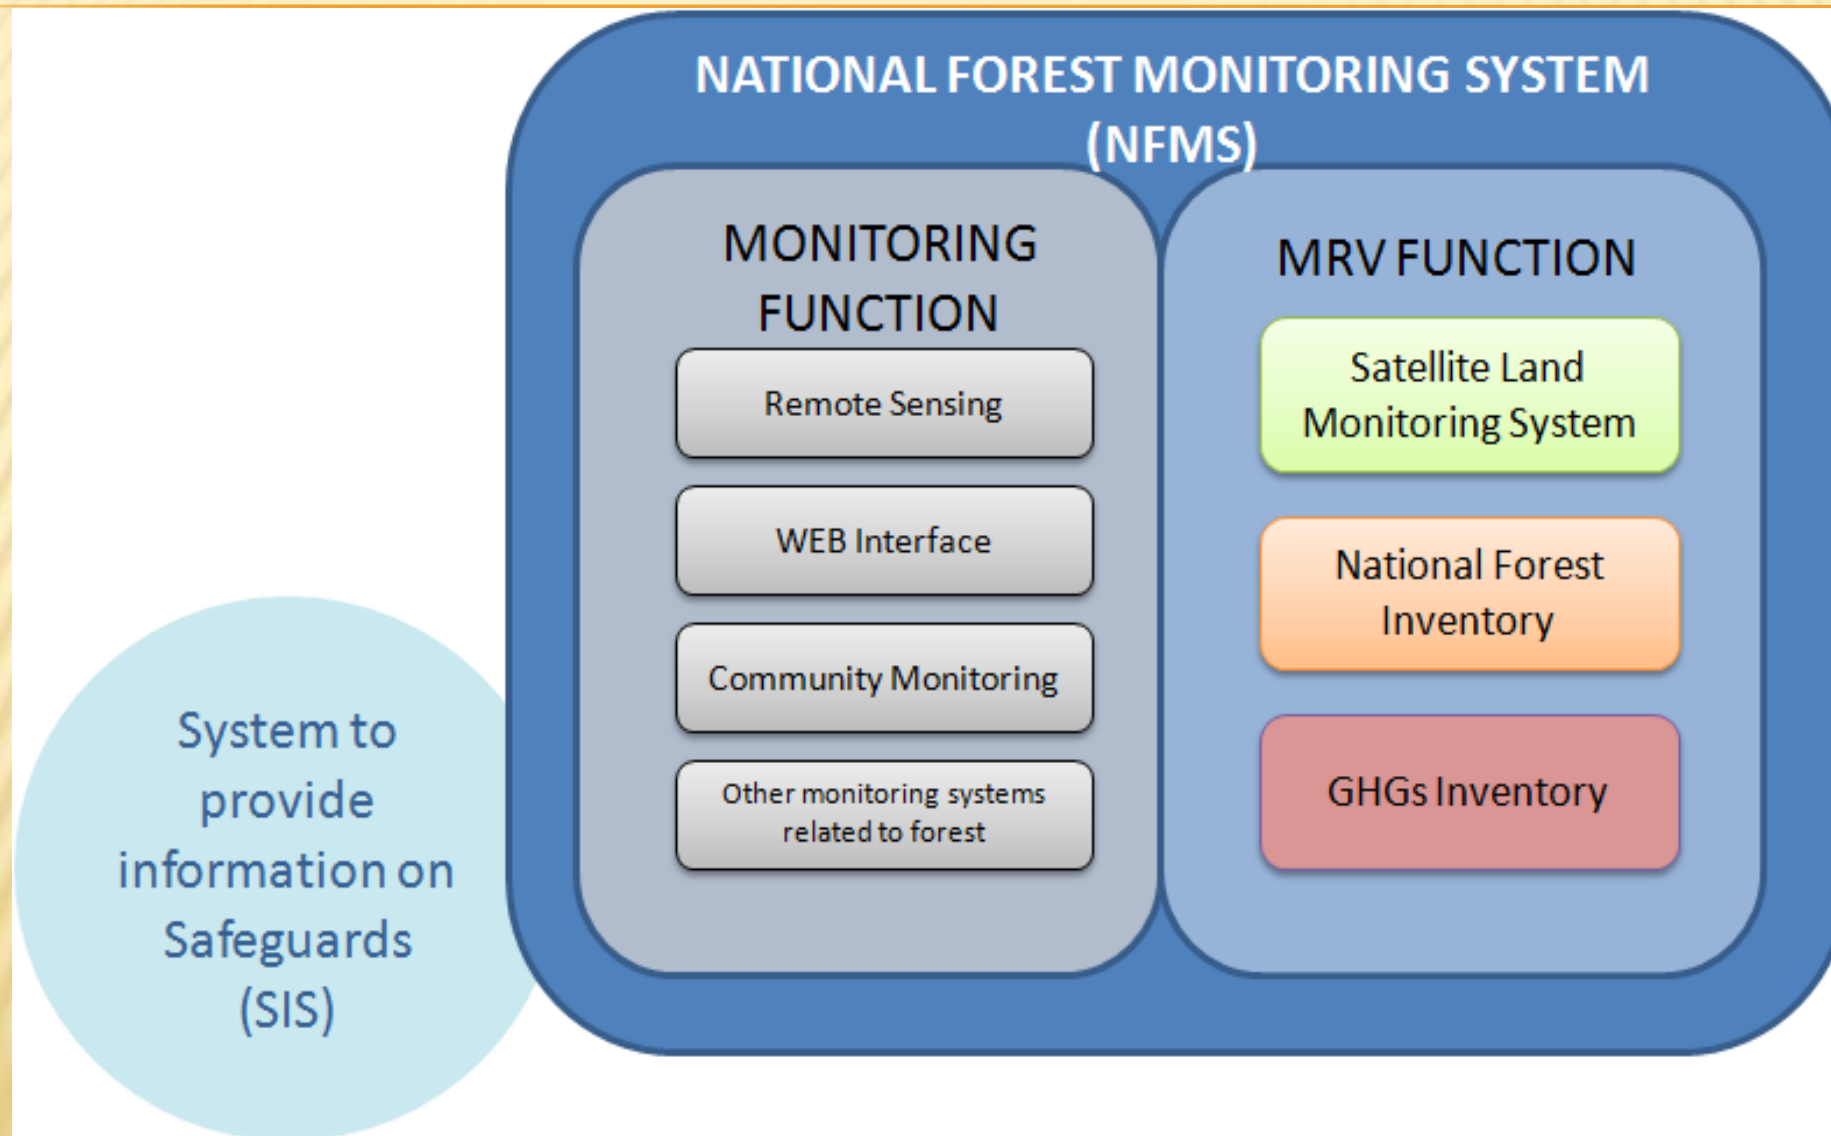 NATIONAL FOREST MONITORING SYSTEM
(NFMS)
MONITORING
FUNCTION
Remote Sensing
WEB Interface
Community Monitoring
Other monitoring systems
related to forest
MRV FUNCTION
Satellite Land
Monitoring System
National Forest
Inventory
GHGs Inventory
System to
provide
information on
Safeguards
(SIS)